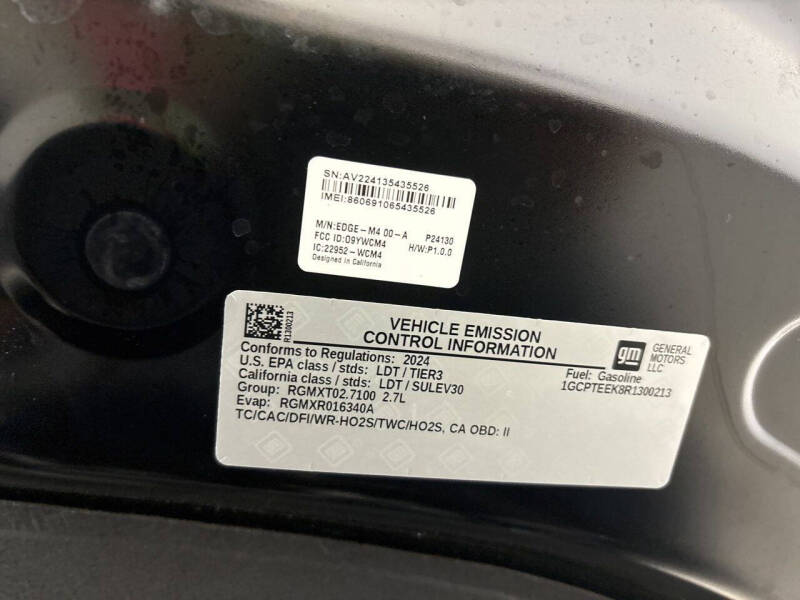 SN:AV224135435526
IMEI:860691065435526
M/N:EDGE-M4 00-A P24130
FCC ID:09YWCM4 H/W:P1.0.0
IC:22952-WCM4
Designed in California
R1300213
VEHICLE EMISSION
CONTROL INFORMATION
gm
GENERAL
MOTORS
LLC
Conforms to Regulations: 2024
U.S. EPA class / stds: LDT / TIER3
California class / stds: LDT / SULEV30
Group: RGMXT02.7100 2.7L
Evap: RGMXR016340A
TC/CAC/DFI/WR-HO2S/TWC/HO2S, CA OBD: II
Fuel: Gasoline
1GCPTEEK8R1300213